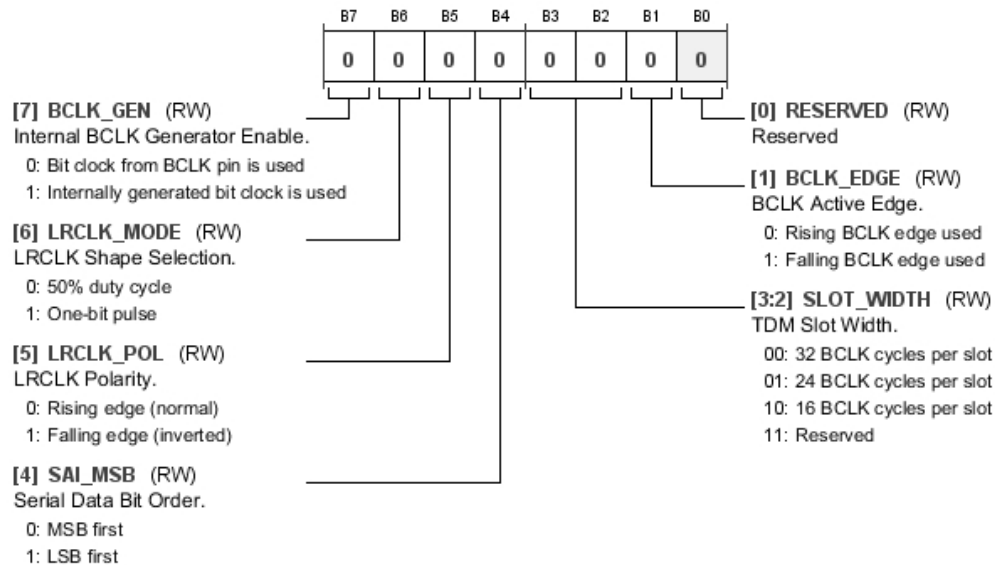 B7 B6 B5 B4 B3 B2 B1 B0
0 0 0 0 0 0 0 0
[7] BCLK_GEN (RW)
Internal BCLK Generator Enable.
0: Bit clock from BCLK pin is used
1: Internally generated bit clock is used
[6] LRCLK_MODE (RW)
LRCLK Shape Selection.
0: 50% duty cycle
1: One-bit pulse
[5] LRCLK_POL (RW)
LRCLK Polarity.
0: Rising edge (normal)
1: Falling edge (inverted)
[4] SAI_MSB (RW)
Serial Data Bit Order.
0: MSB first
1: LSB first
[0] RESERVED (RW)
Reserved
[1] BCLK_EDGE (RW)
BCLK Active Edge.
0: Rising BCLK edge used
1: Falling BCLK edge used
[3:2] SLOT_WIDTH (RW)
TDM Slot Width.
00: 32 BCLK cycles per slot
01: 24 BCLK cycles per slot
10: 16 BCLK cycles per slot
11: Reserved